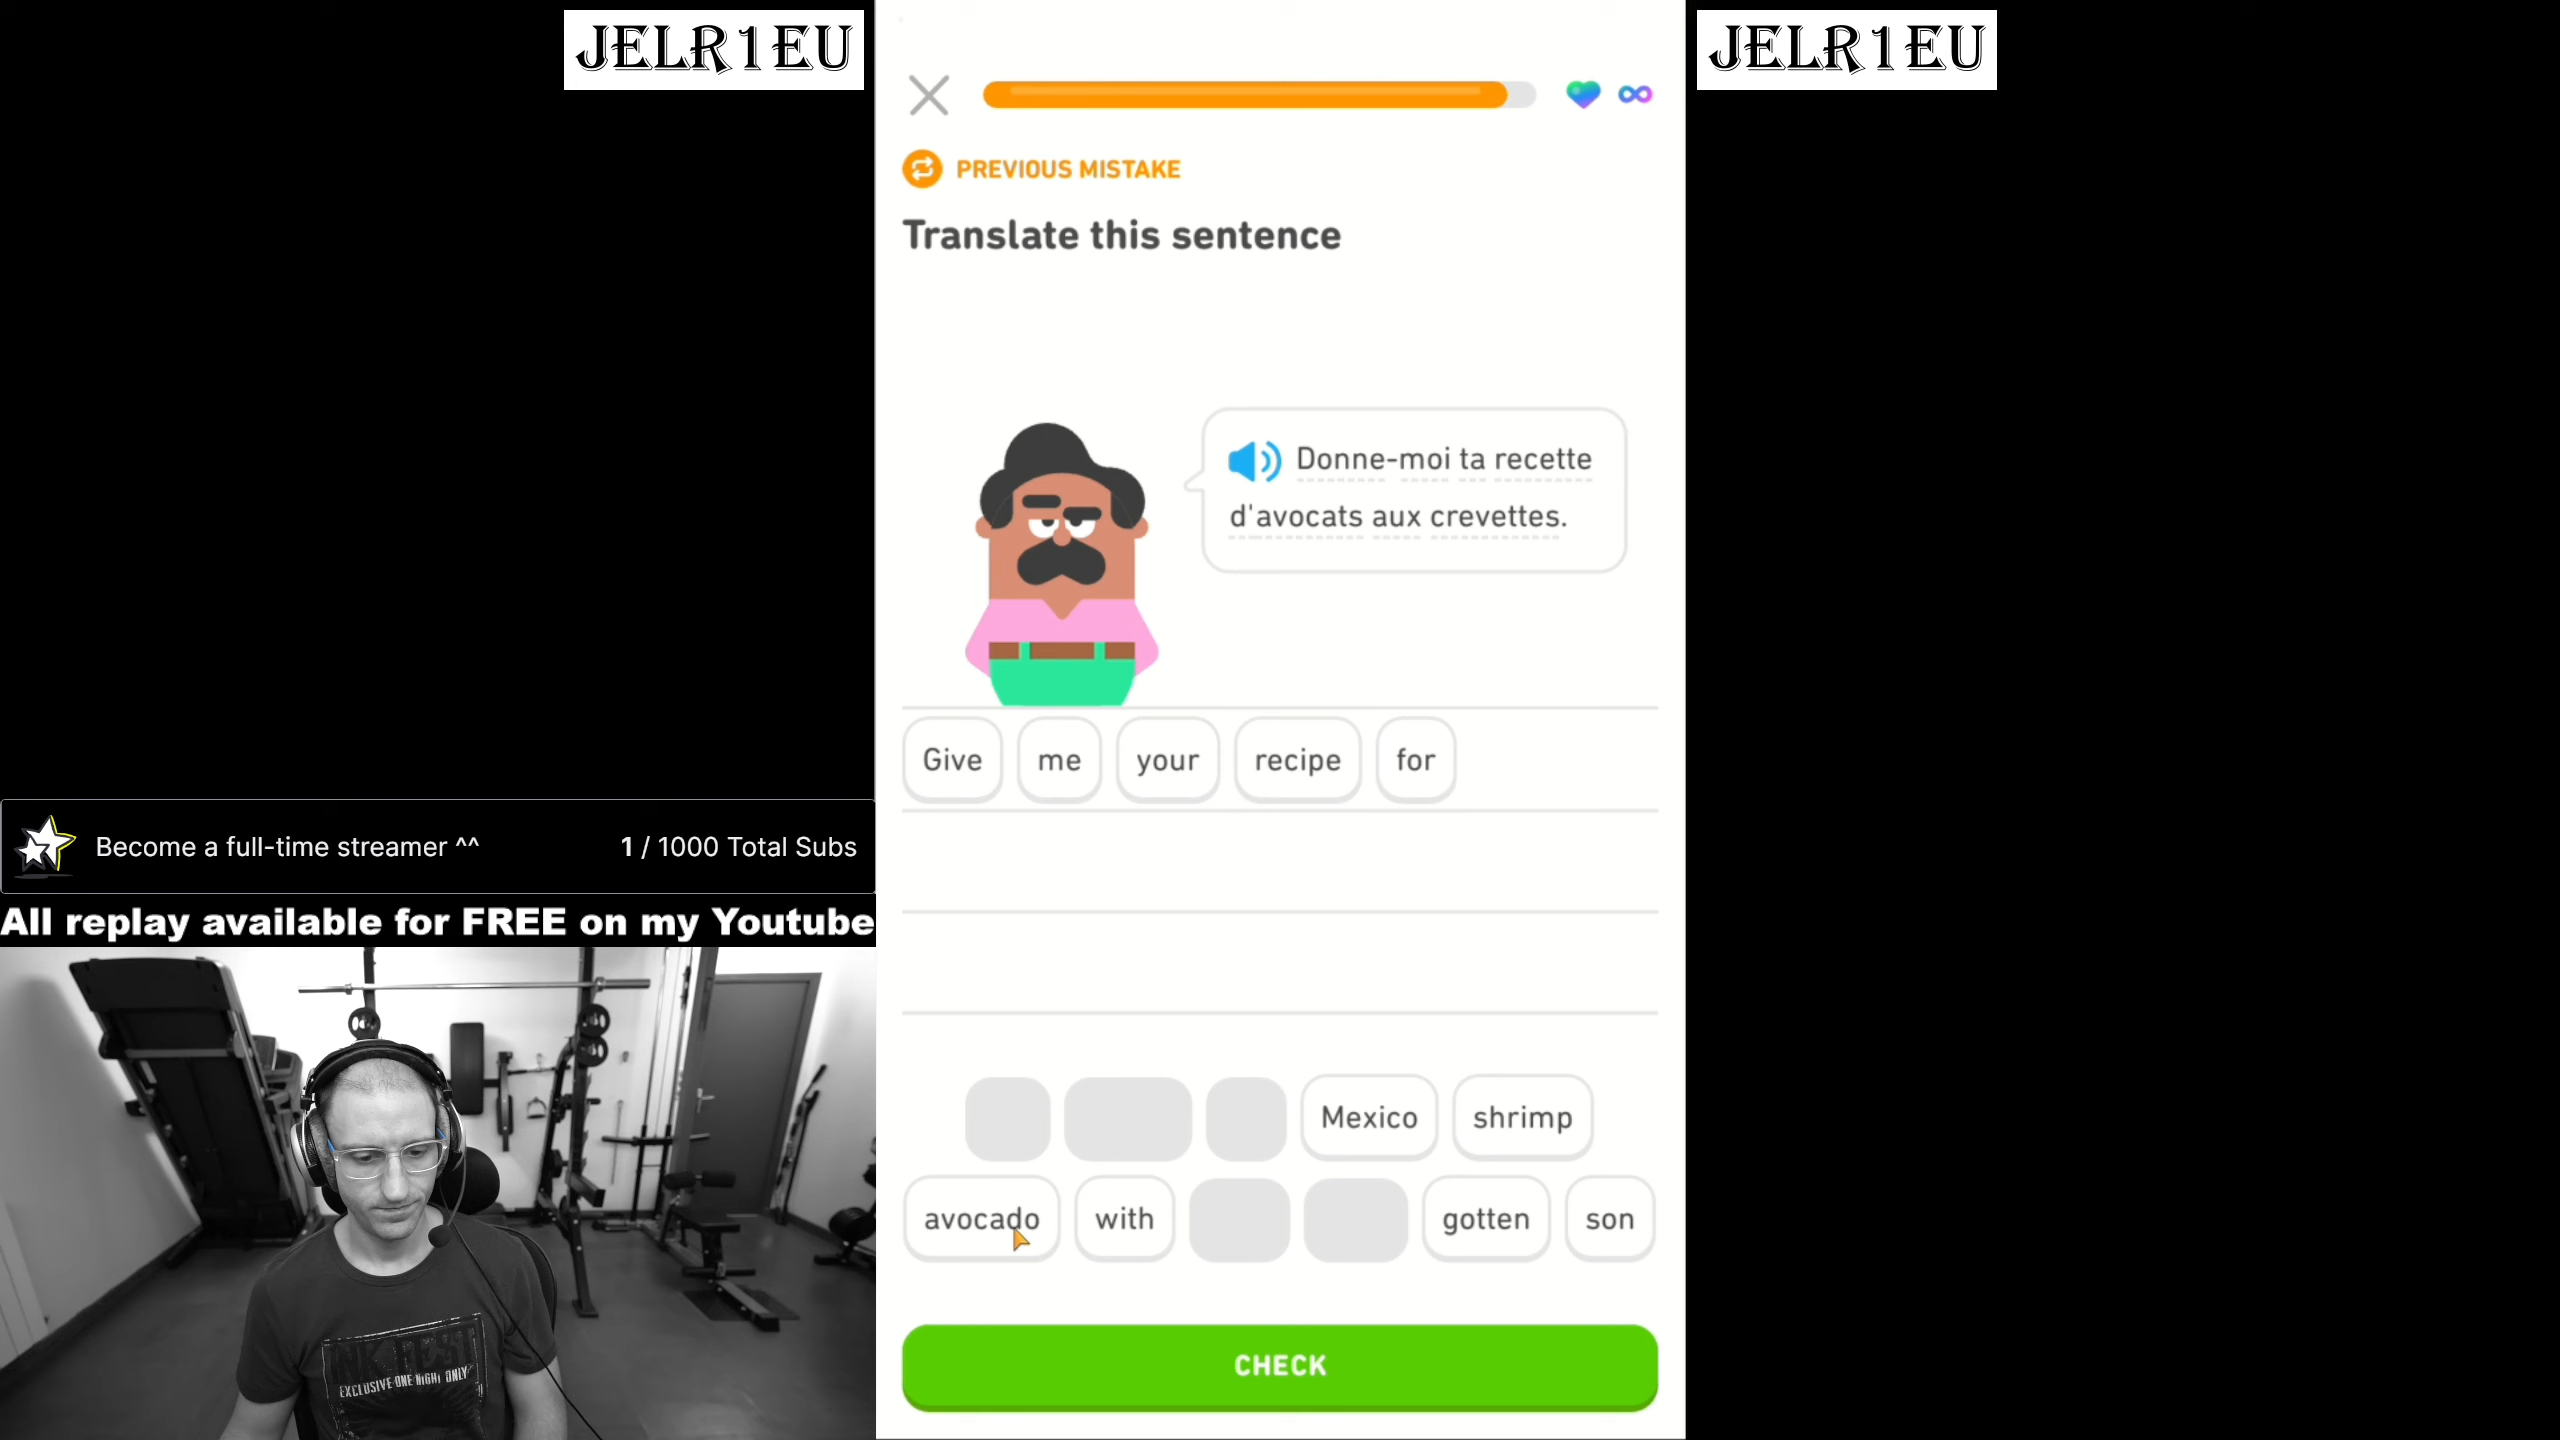 JELR1EU
JELR1EU
PREVIOUS MISTAKE
Translate this sentence
Donne-moi ta recette
d'avocats aux crevettes.
Give me your recipe for
Become a full-time streamer ^^ 1 / 1000 Total Subs
All replay available for FREE on my Youtube
Mexico shrimp
avocado with gotten son
EXCLUSIVE ONE NIGHT ONLY
CHECK